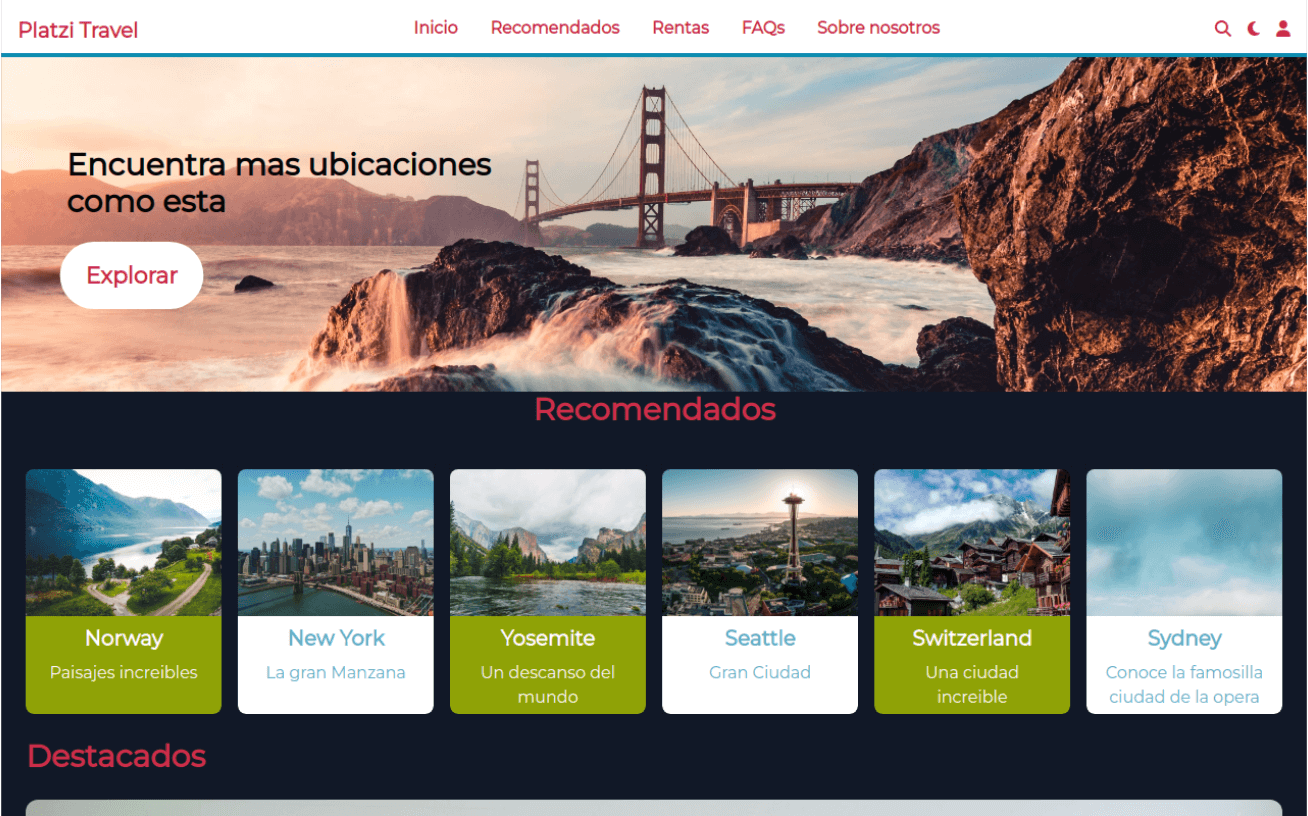 Platzi Travel
Inicio Recomendados Rentas FAQs Sobre nosotros
Encuentra mas ubicaciones
como esta
Explorar
Recomendados
Norway
Paisajes increibles
New York
La gran Manzana
Yosemite
Un descanso del
mundo
Seattle
Gran Ciudad
Switzerland
Una ciudad
increible
Sydney
Conoce la famosilla
ciudad de la opera
Destacados